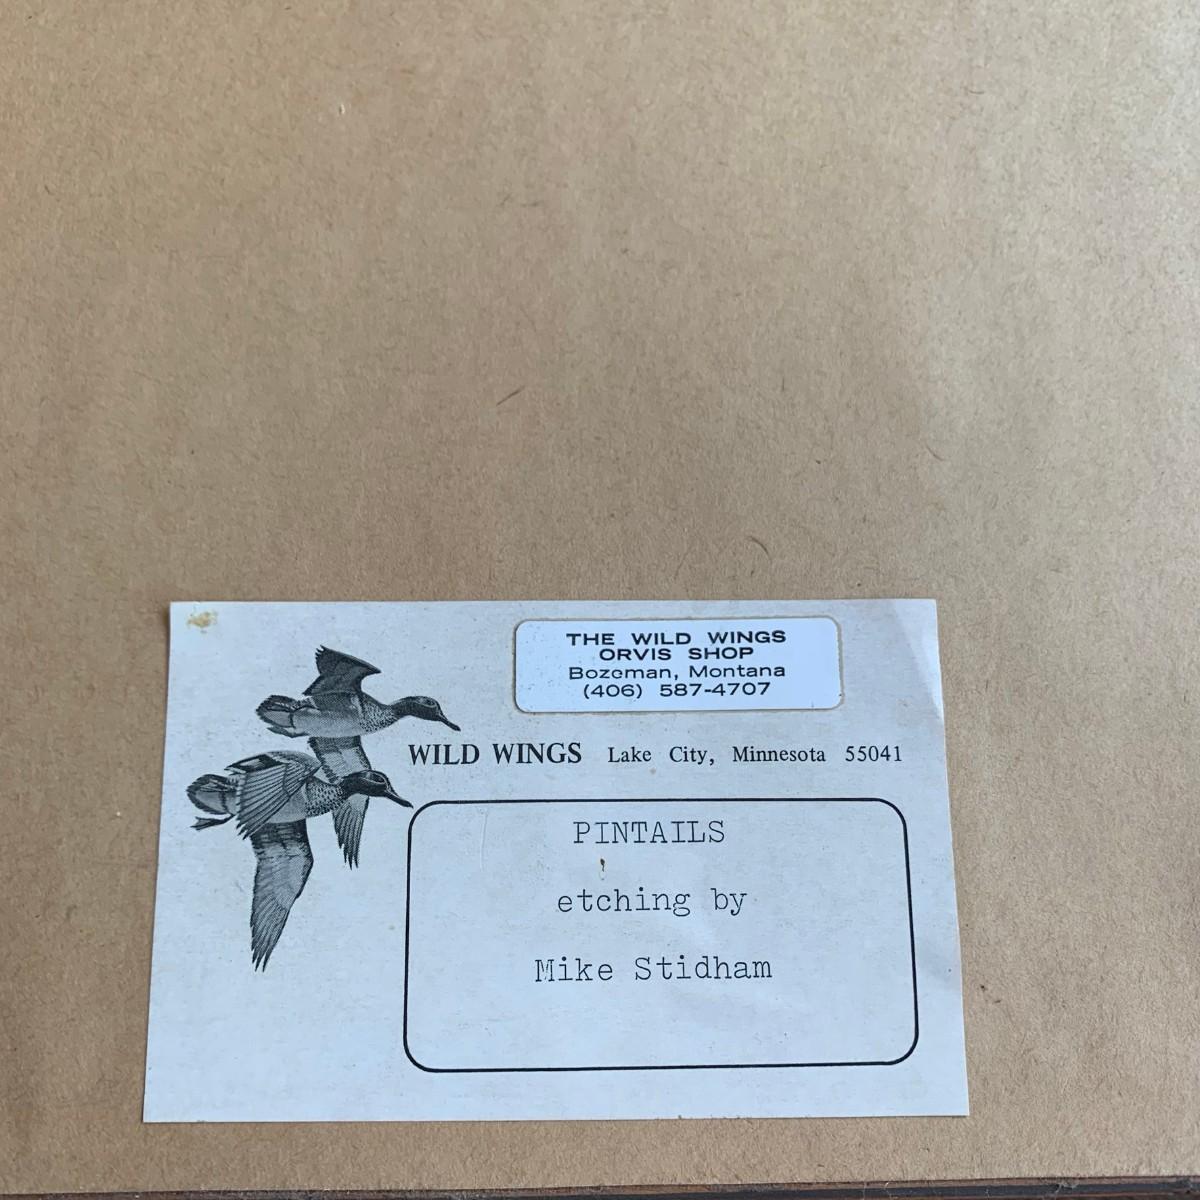 THE WILD WINGS
ORVIS SHOP
Bozeman, Montana
(406) 587-4707
WILD WINGS Lake City, Minnesota 55041
PINTAILS
etching by
Mike Stidham